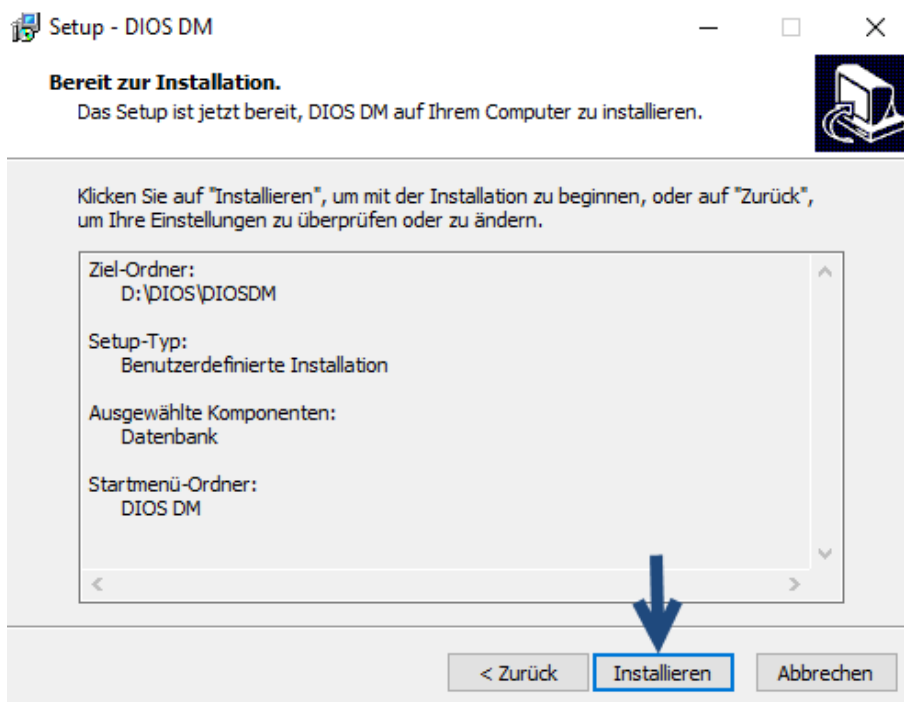 Setup - DIOS DM
Bereit zur Installation.
Das Setup ist jetzt bereit, DIOS DM auf Ihrem Computer zu installieren.
Klicken Sie auf "Installieren", um mit der Installation zu beginnen, oder auf "Zurück",
um Ihre Einstellungen zu überprüfen oder zu ändern.
Ziel-Ordner:
D:\DIOS\DIOSDM
Setup-Typ:
Benutzerdefinierte Installation
Ausgewählte Komponenten:
Datenbank
Startmenü-Ordner:
DIOS DM
< Zurück
Installieren
Abbrechen